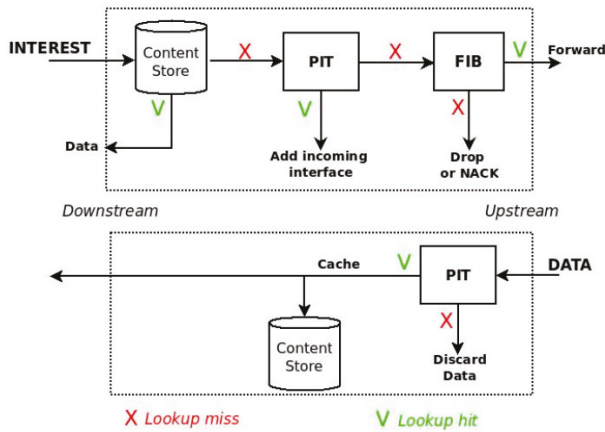 INTEREST
Content
Store
X
PIT
X
FIB
V
Forward
V
V
X
Data
Add incoming
interface
Drop
or NACK
Downstream
Upstream
Cache
V
PIT
DATA
X
Content
Store
Discard
Data
X Lookup miss
V Lookup hit